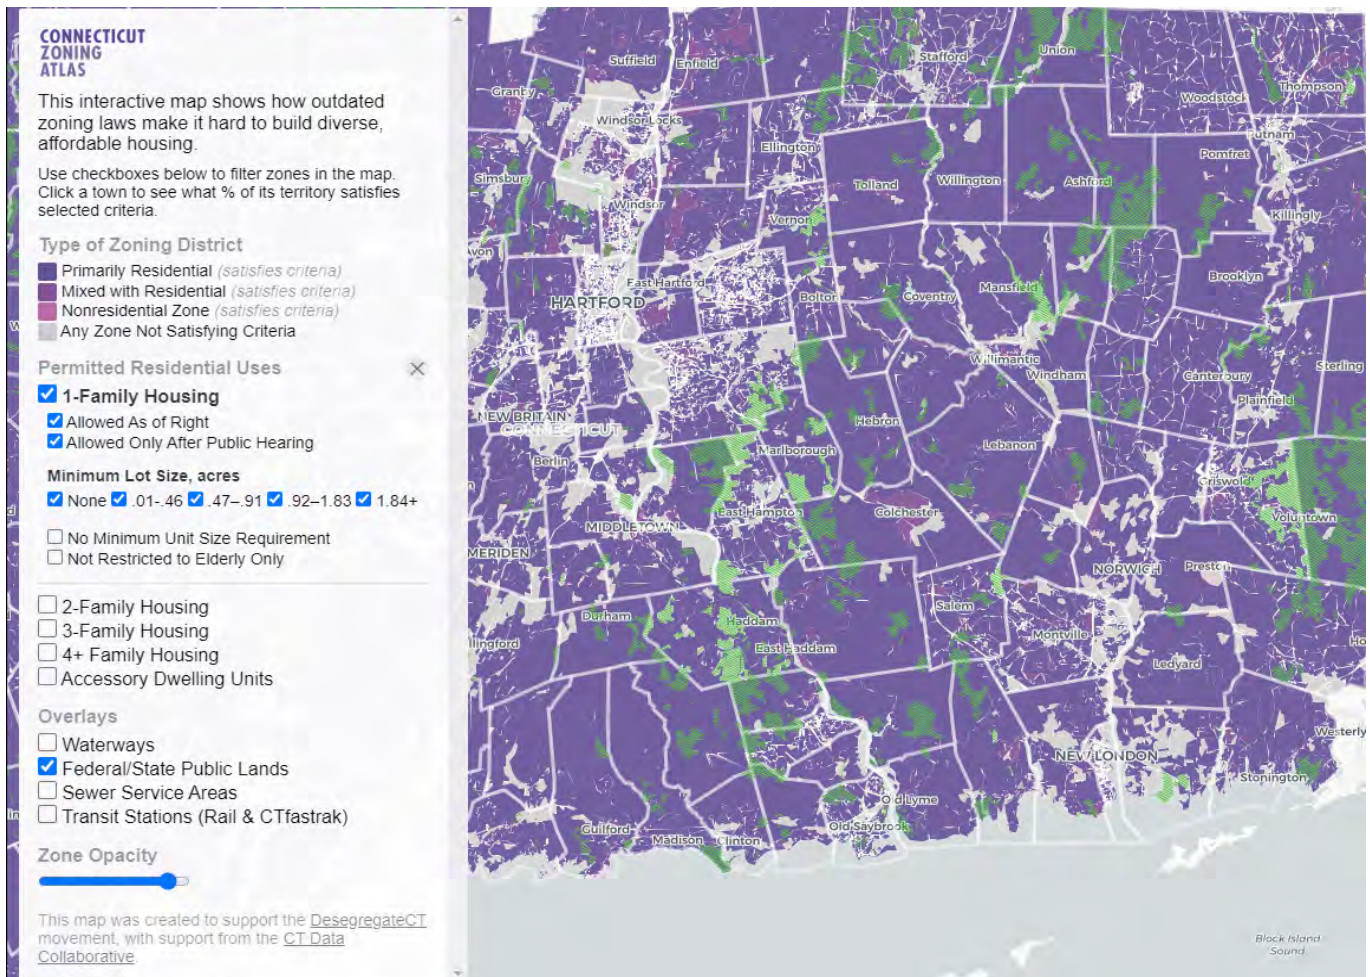 CONNECTICUT
ZONING
ATLAS
This interactive map shows how outdated
zoning laws make it hard to build diverse,
affordable housing.
Use checkboxes below to filter zones in the map.
Click a town to see what % of its territory satisfies
selected criteria.
Type of Zoning District
Primarily Residential (satisfies criteria)
Mixed with Residential (satisfies criteria)
Nonresidential Zone (satisfies criteria)
Any Zone Not Satisfying Criteria
Permitted Residential Uses
1-Family Housing
Allowed As of Right
Allowed Only After Public Hearing
Minimum Lot Size, acres
None .01-.46 .47–.91 .92–1.83 1.84+
No Minimum Unit Size Requirement
Not Restricted to Elderly Only
2-Family Housing
3-Family Housing
4+ Family Housing
Accessory Dwelling Units
Overlays
Waterways
Federal/State Public Lands
Sewer Service Areas
Transit Stations (Rail & CTfastrak)
Zone Opacity
This map was created to support the DesegregateCT
movement, with support from the CT Data
Collaborative.
Suffield
Enfield
Stafford
Union
Granby
Woodstock
Thompson
Windsor Locks
Putnam
Ellington
Pomfret
Simsbury
Tolland
Willington
Ashford
Windsor
Vernon
Killingly
von
East Hartford
Brooklyn
HARTFORD
Bolton
Coventry
Mansfield
Willimantic
Windham
Canterbury
Sterling
Plainfield
NEW BRITAIN
CONNECTICUT
Hebron
Lebanon
Marlborough
Berlin
Griswold
East Hampton
Colchester
Voluntown
MIDDLETOWN
MERIDEN
NORWICH
Preston
Salem
Durham
Haddam
Montville
llingford
East Haddam
Ho
Ledyard
Westerly
NEW LONDON
Stonington
Old Lyme
Old Saybrook
Guilford
Madison
Clinton
Block Island
Sound